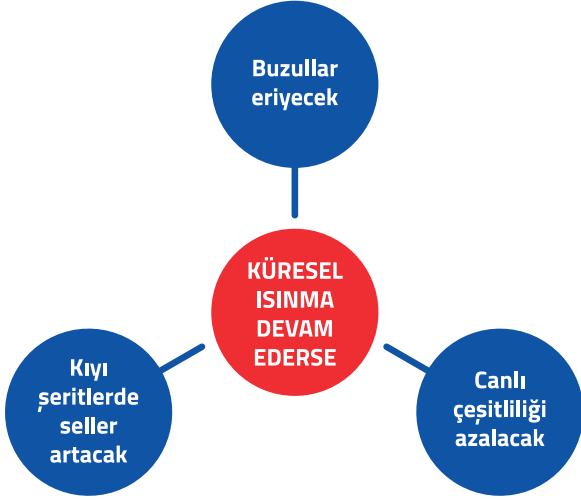 Buzullar
eriyecek
KÜRESEL
ISINMA
DEVAM
EDERSE
Kıyı
şeritlerde
seller
artacak
Canlı
çeşitliliği
azalacak